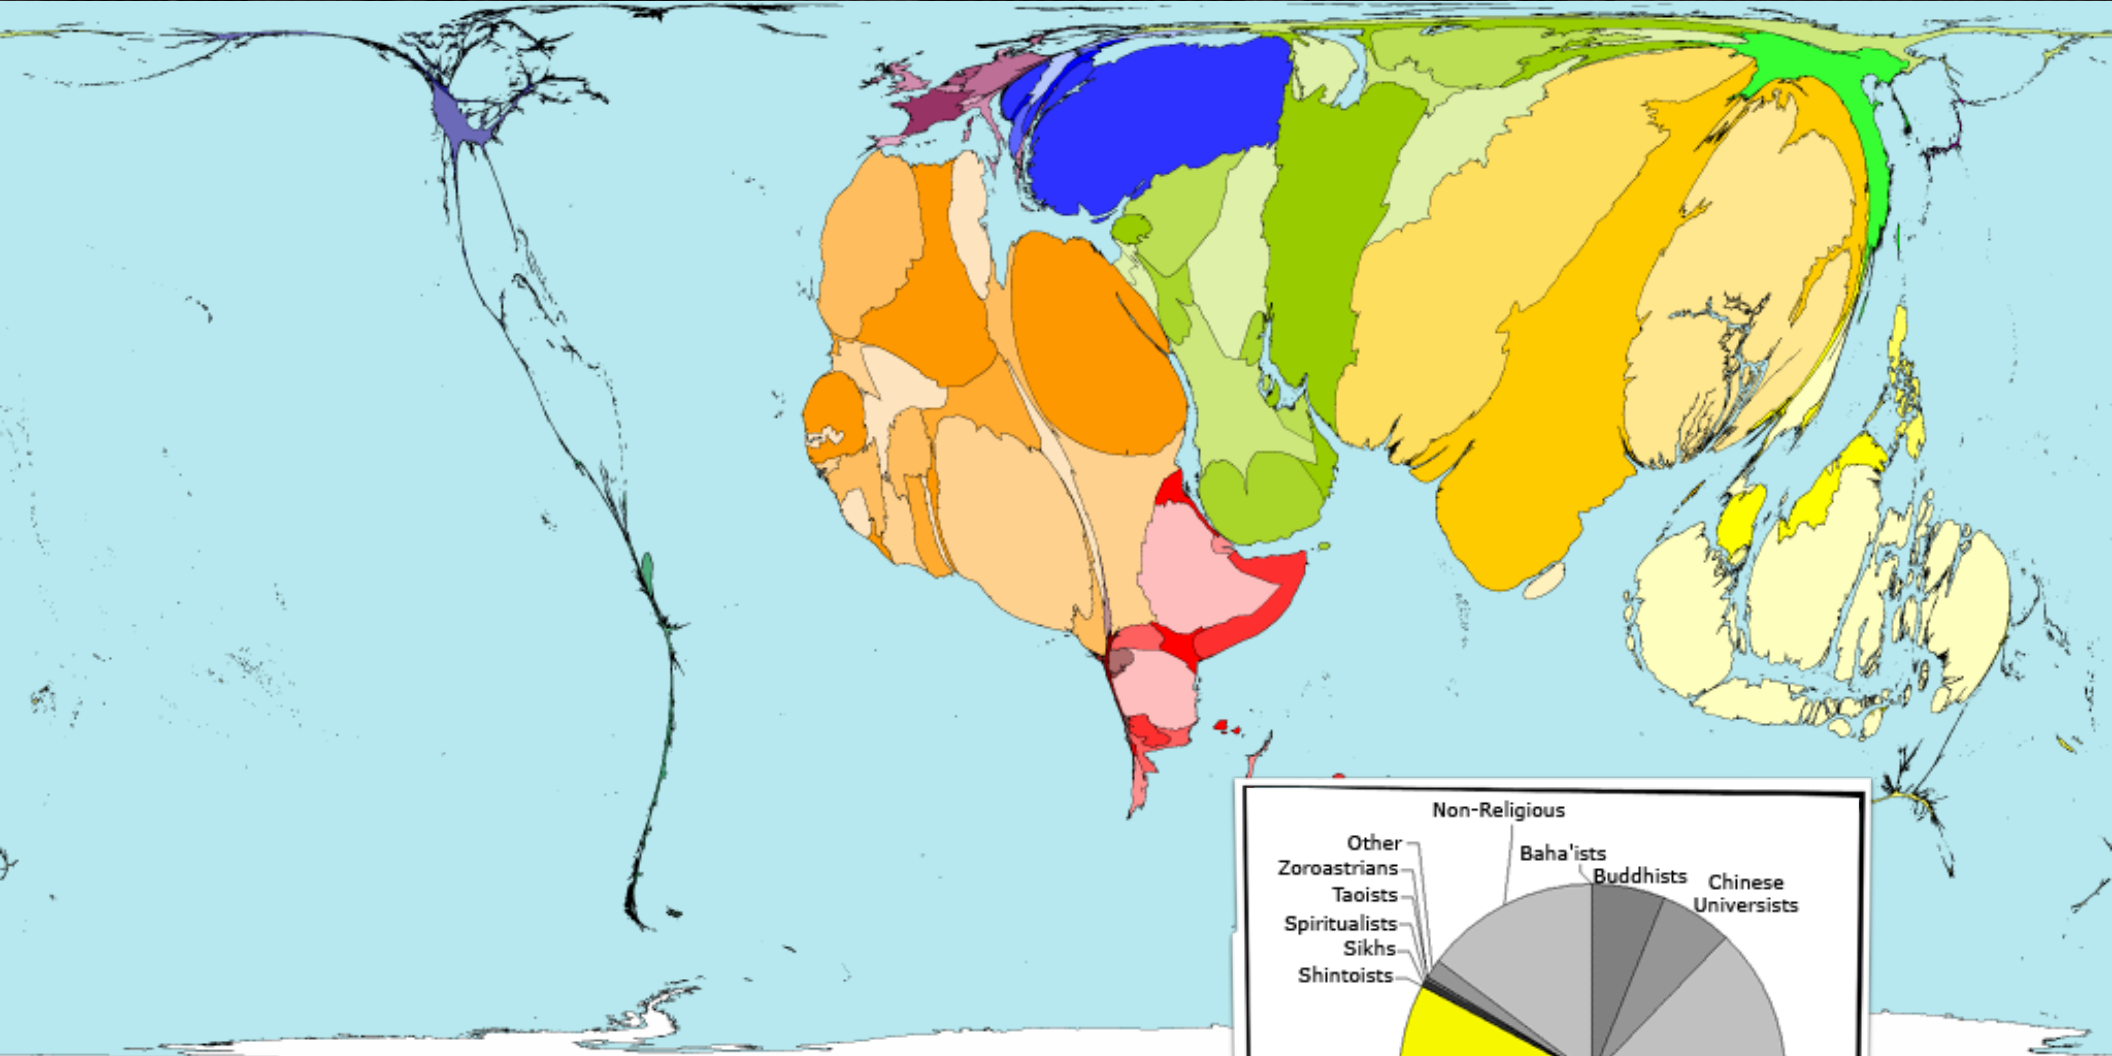 Non-Religious
Other
Baha'ists
Zoroastrians
Buddhists
Chinese
Universists
Taoists
Spiritualists
Sikhs
Shintoists